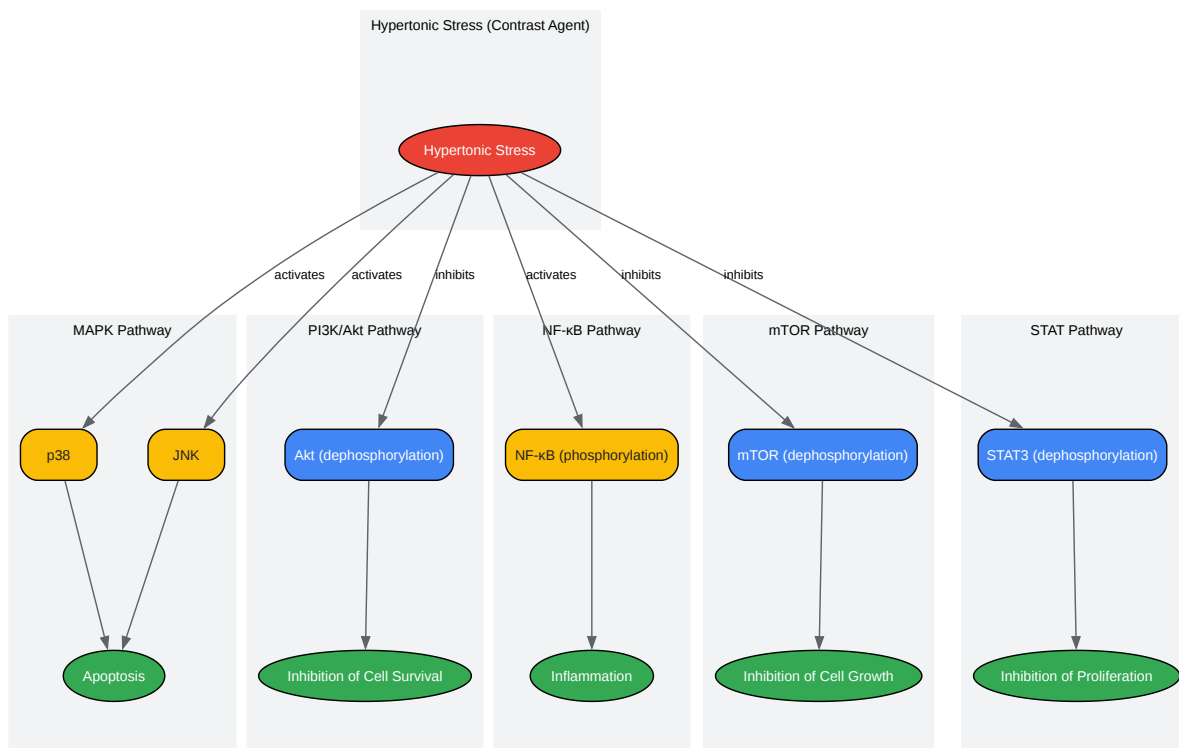 Hypertonic Stress (Contrast Agent)
Hypertonic Stress
activates
activates
inhibits
activates
inhibits
inhibits
MAPK Pathway
PI3K/Akt Pathway
NF-κB Pathway
mTOR Pathway
STAT Pathway
p38
JNK
Akt (dephosphorylation)
NF-κB (phosphorylation)
mTOR (dephosphorylation)
STAT3 (dephosphorylation)
Apoptosis
Inhibition of Cell Survival
Inflammation
Inhibition of Cell Growth
Inhibition of Proliferation